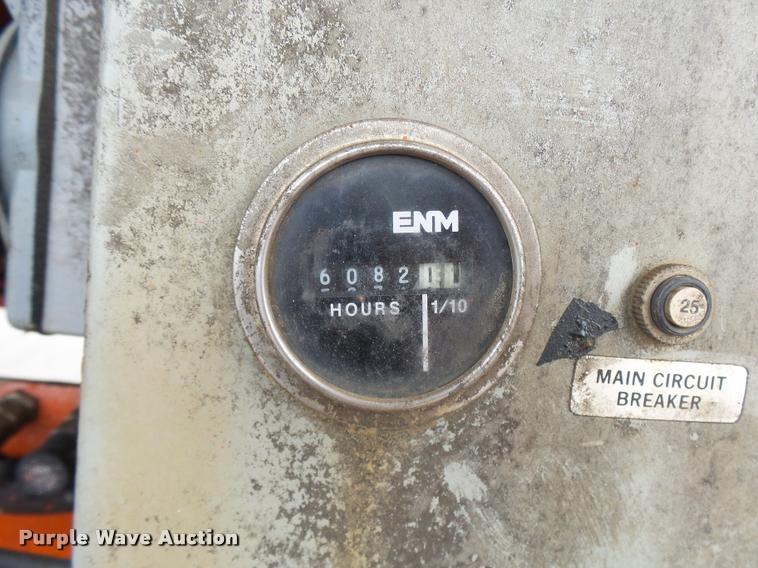 ENM
6082
HOURS 1/10
25
MAIN CIRCUIT
BREAKER
Purple Wave Auction